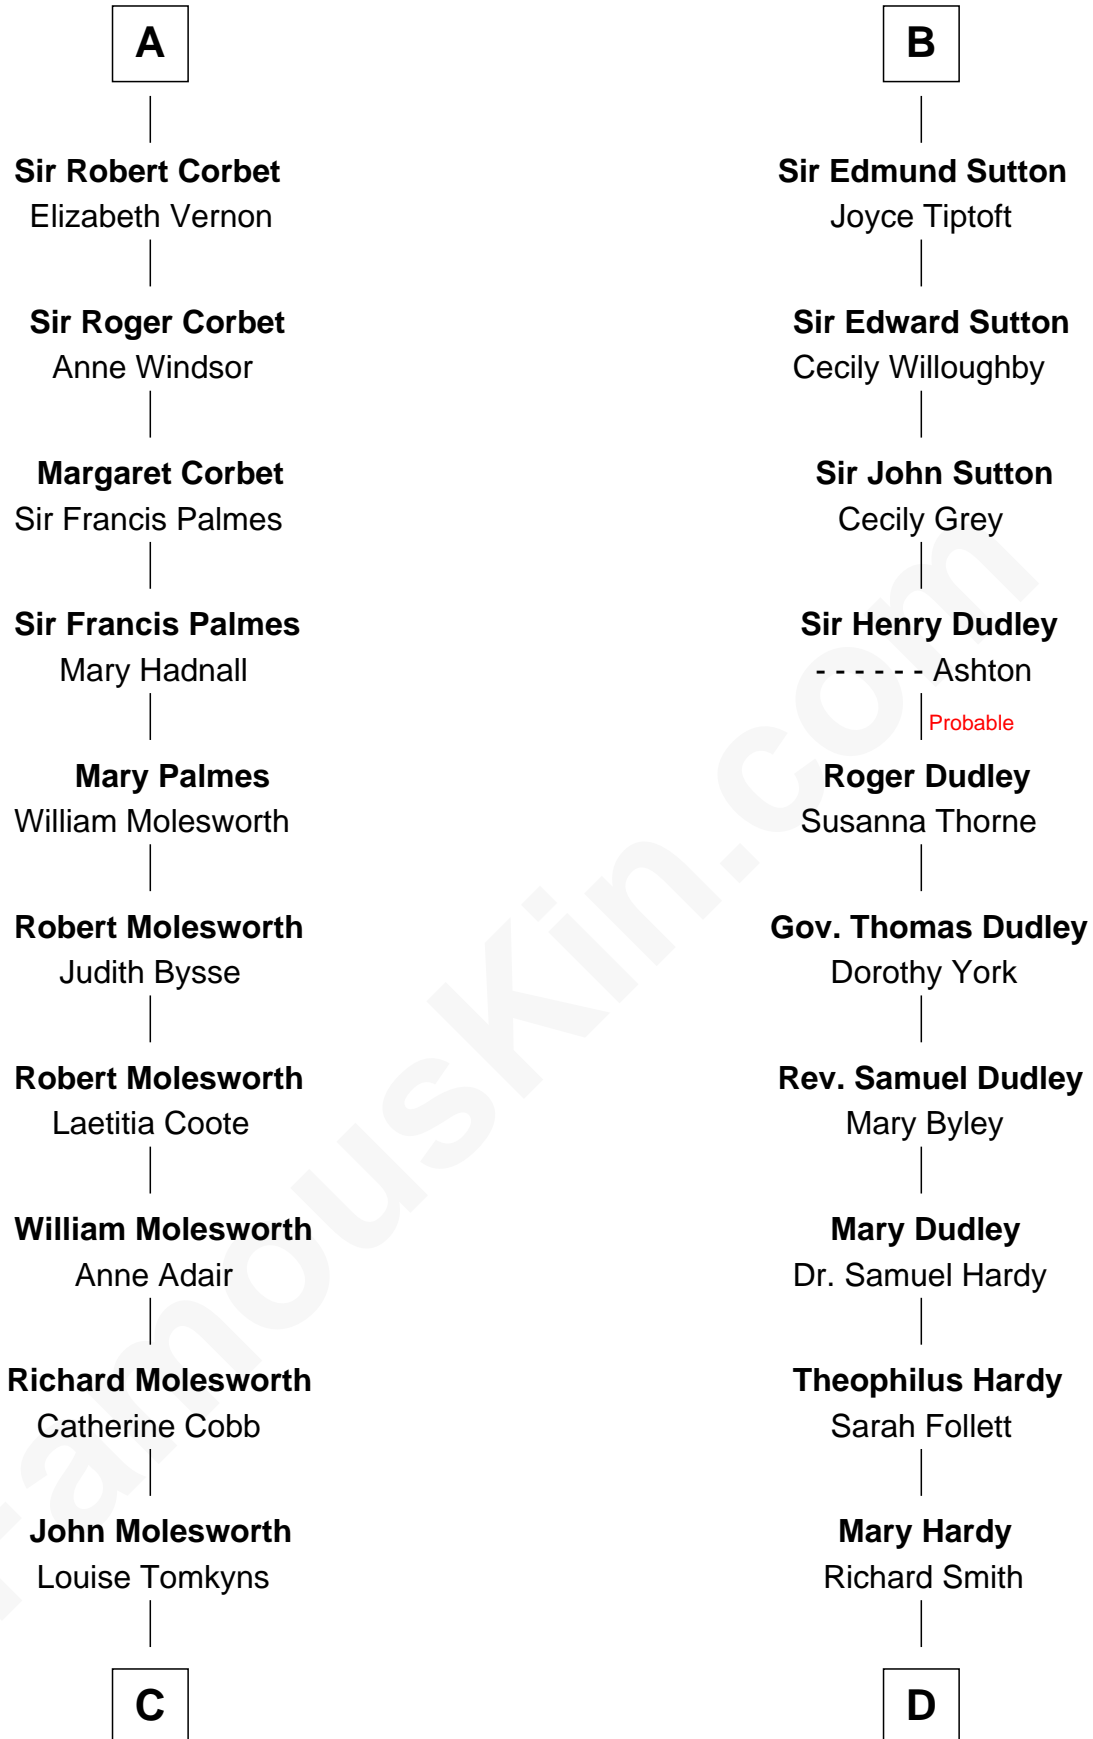 A
Sir Robert Corbet
Elizabeth Vernon
Sir Roger Corbet
Anne Windsor
Margaret Corbet
Sir Francis Palmes
Sir Francis Palmes
Mary Hadnall
Mary Palmes
William Molesworth
Robert Molesworth
Judith Bysse
Robert Molesworth
Laetitia Coote
William Molesworth
Anne Adair
Richard Molesworth
Catherine Cobb
John Molesworth
Louise Tomkyns
C
B
Sir Edmund Sutton
Joyce Tiptoft
Sir Edward Sutton
Cecily Willoughby
Sir John Sutton
Cecily Grey
Sir Henry Dudley
- - - - - - Ashton
Probable
Roger Dudley
Susanna Thorne
Gov. Thomas Dudley
Dorothy York
Rev. Samuel Dudley
Mary Byley
Mary Dudley
Dr. Samuel Hardy
Theophilus Hardy
Sarah Follett
Mary Hardy
Richard Smith
D
FamousKin.com